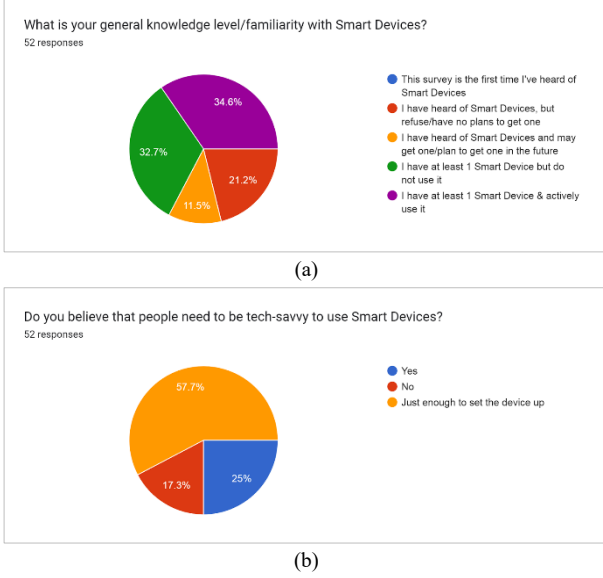 What is your general knowledge level/familiarity with Smart Devices?
52 responses
34.6%
32.7%
21.2%
11.5%
This survey is the first time I've heard of
Smart Devices
I have heard of Smart Devices, but
refuse/have no plans to get one
I have heard of Smart Devices and may
get one/plan to get one in the future
I have at least 1 Smart Device but do
not use it
I have at least 1 Smart Device & actively
use it
(a)
Do you believe that people need to be tech-savvy to use Smart Devices?
52 responses
57.7%
17.3%
25%
Yes
No
Just enough to set the device up
(b)